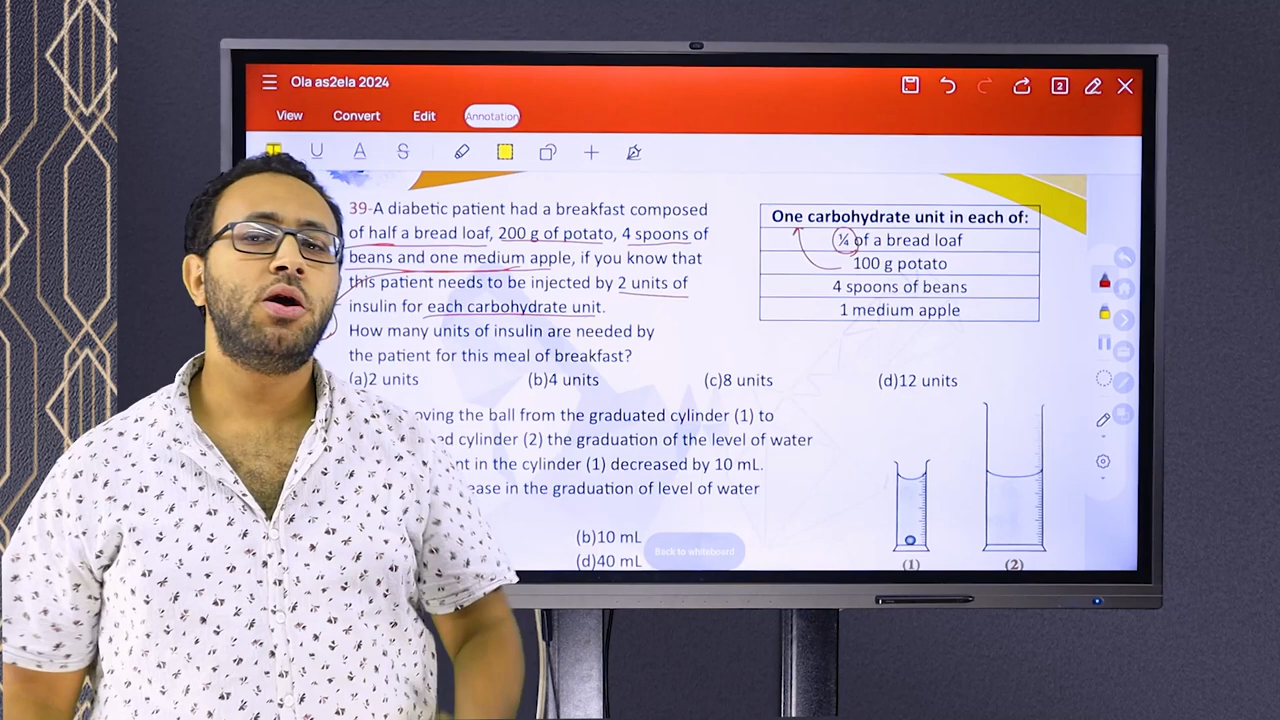 Ola as2ela 2024
View Convert Edit Annotation
39-A diabetic patient had a breakfast composed
of half a bread loaf, 200 g of potato, 4 spoons of
beans and one medium apple, if you know that
this patient needs to be injected by 2 units of
insulin for each carbohydrate unit.
How many units of insulin are needed by
the patient for this meal of breakfast?
(a)2 units (b)4 units (c)8 units (d)12 units
One carbohydrate unit in each of:
¼ of a bread loaf
100 g potato
4 spoons of beans
1 medium apple
the ball from the graduated cylinder (1) to
cylinder (2) the graduation of the level of water
in the cylinder (1) decreased by 10 mL.
in the graduation of level of water
(b)10 mL
(d)40 mL
Back to whiteboard
(1) (2)